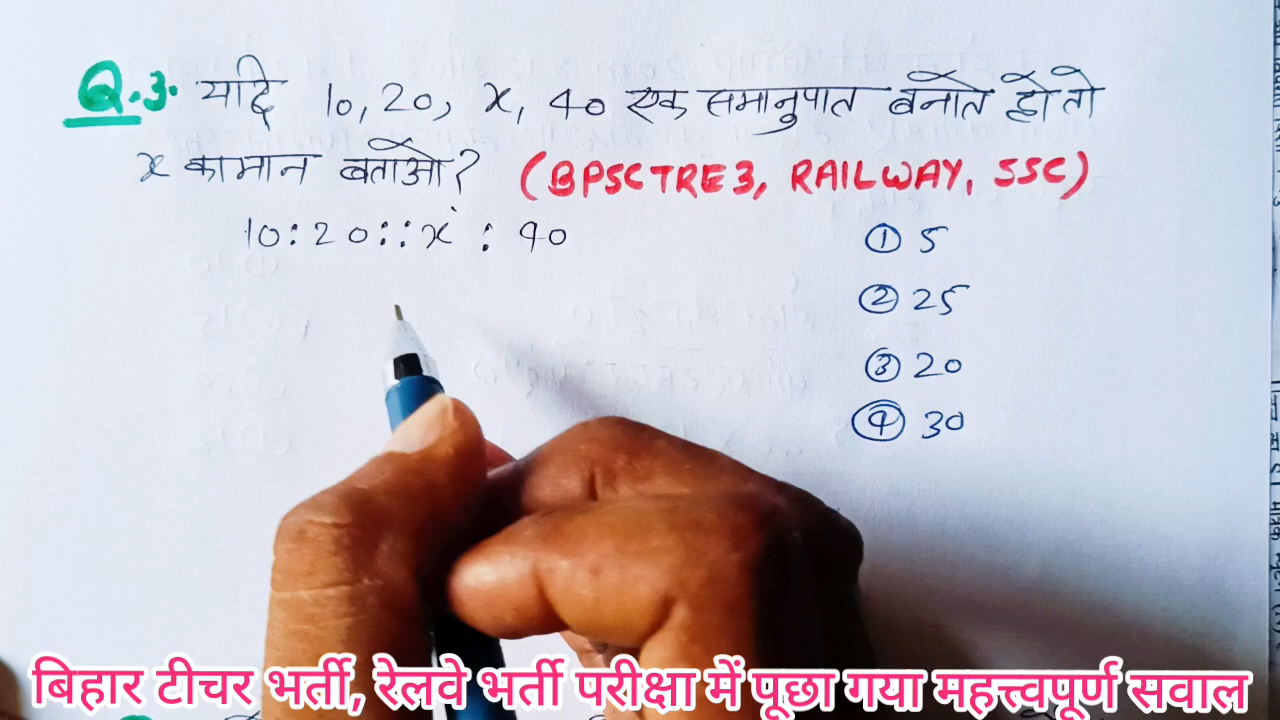 Q.3. यदि 10, 20, x, 40 एक समानुपात बनाते हो तो
x का मान बताओ? (BPSCTRE3, RAILWAY, SSC)
10:20::x : 40
① 5
② 25
③ 20
④ 30
बिहार टीचर भर्ती, रेलवे भर्ती परीक्षा में पूछा गया महत्त्वपूर्ण सवाल